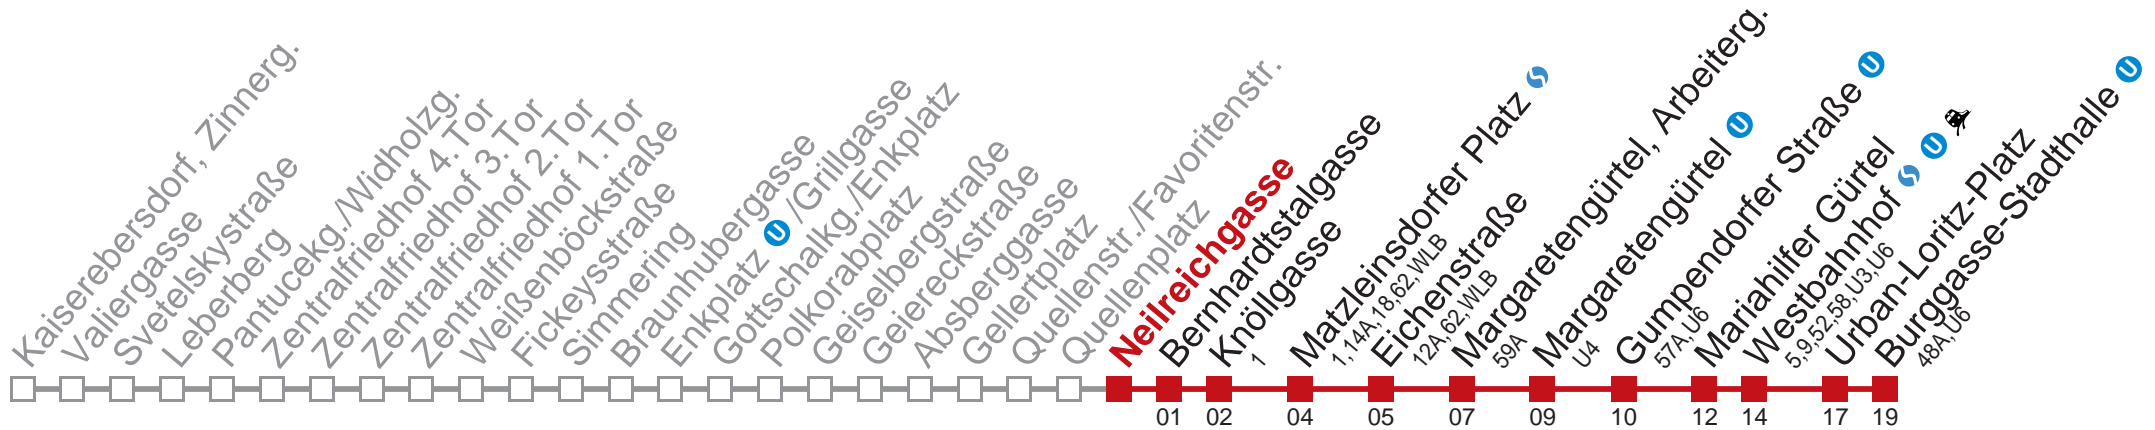 Kaiserebersdorf, Zinnerg.
Valiergasse
Svetelskystraße
Leberberg
Pantucekg./Widholzg.
Zentralfriedhof 4. Tor
Zentralfriedhof 3. Tor
Zentralfriedhof 2. Tor
Zentralfriedhof 1. Tor
Weißenböckstraße
Fickeysstraße
Simmering
Braunhubergasse
Enkplatz U /Grillgasse
Gottschalkg./Enkplatz
Polkorabplatz
Geiselbergstraße
Geiereckstraße
Absberggasse
Gellertplatz
Quellenstr./Favoritenstr.
Quellenplatz
Neilreichgasse
Bernhardtstalgasse
Knöllgasse
1
Matzleinsdorfer Platz S
1,14A,18,62,WLB
Eichenstraße
12A,62,WLB
Margaretengürtel, Arbeiterg.
59A
Margaretengürtel U
U4
Gumpendorfer Straße U
57A,U6
Mariahilfer Gürtel
Westbahnhof S U
5,9,52,58,U3,U6
Urban-Loritz-Platz
Burggasse-Stadthalle U
48A,U6
01 02 04 05 07 09 10 12 14 17 19